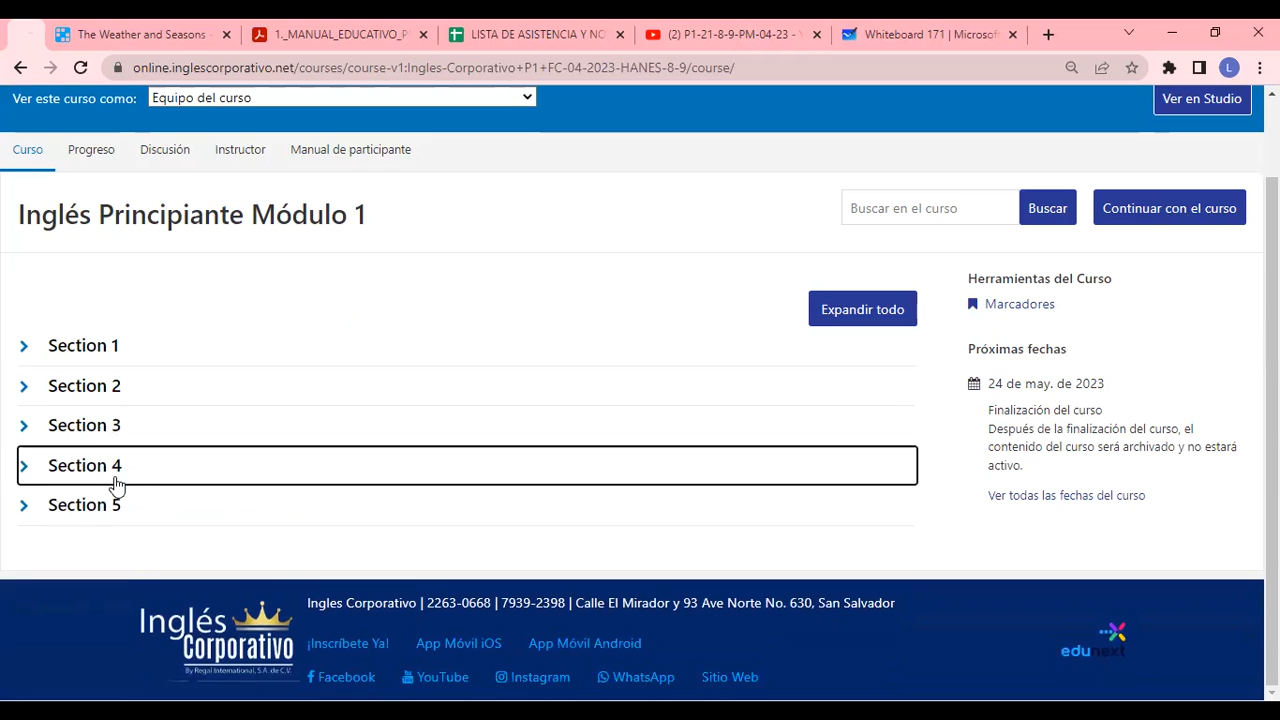 The Weather and Seasons -
1._MANUAL_EDUCATIVO_P
LISTA DE ASISTENCIA Y NO
(2) P1-21-8-9-PM-04-23 -
Whiteboard 171 | Microsof
online.inglescorporativo.net/courses/course-v1:Ingles-Corporativo+P1+FC-04-2023-HANES-8-9/course/
L
Ver este curso como:
Equipo del curso
Ver en Studio
Curso
Progreso
Discusión
Instructor
Manual de participante
Inglés Principiante Módulo 1
Buscar en el curso
Buscar
Continuar con el curso
Expandir todo
Section 1
Section 2
Section 3
Section 4
Section 5
Herramientas del Curso
Marcadores
Próximas fechas
24 de may. de 2023
Finalización del curso
Después de la finalización del curso, el
contenido del curso será archivado y no estará
activo.
Ver todas las fechas del curso
Inglés
Corporativo
By Regal International, S.A. de C.V.
Ingles Corporativo | 2263-0668 | 7939-2398 | Calle El Mirador y 93 Ave Norte No. 630, San Salvador
¡Inscríbete Ya!
App Móvil iOS
App Móvil Android
Facebook
YouTube
Instagram
WhatsApp
Sitio Web
edunext